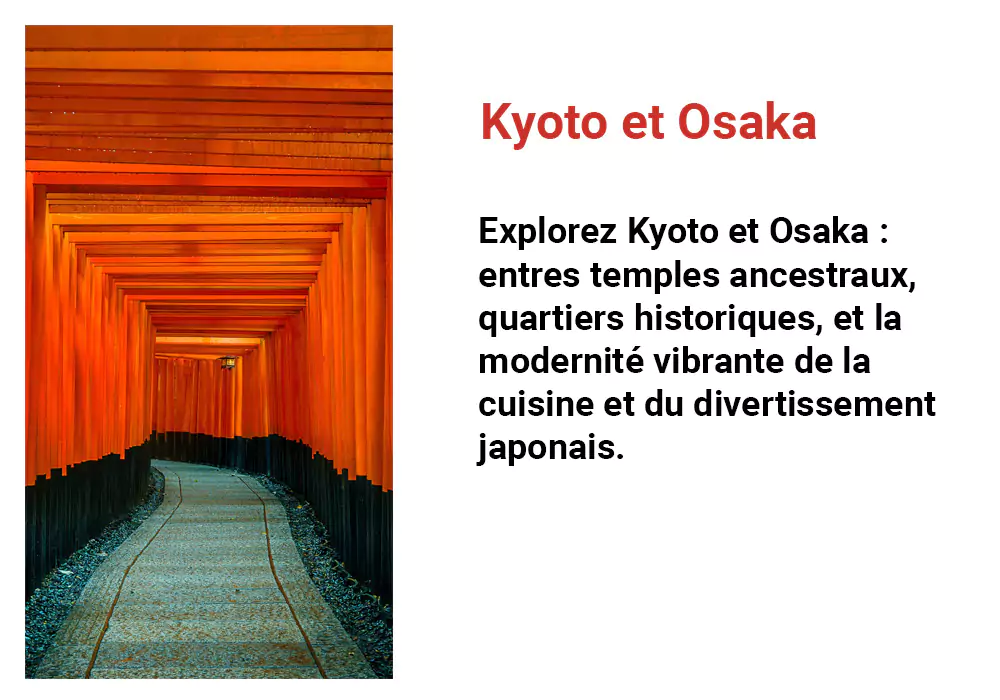 Kyoto et Osaka
Explorez Kyoto et Osaka :
entres temples ancestraux,
quartiers historiques, et la
modernité vibrante de la
cuisine et du divertissement
japonais.